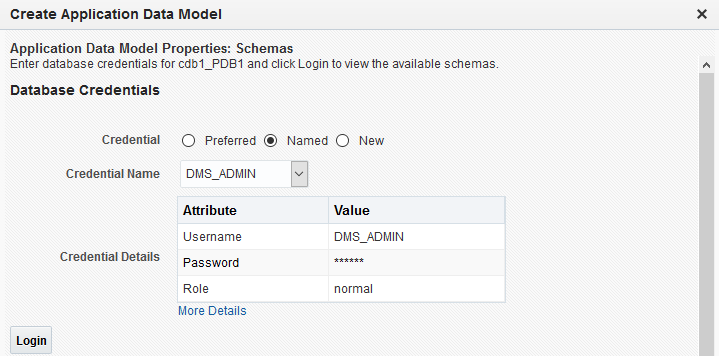 Create Application Data Model
Application Data Model Properties: Schemas
Enter database credentials for cdb1_PDB1 and click Login to view the available schemas.
Database Credentials
Credential Preferred Named New
Credential Name DMS_ADMIN
Attribute Value
Username DMS_ADMIN
Credential Details Password ******
Role normal
More Details
Login